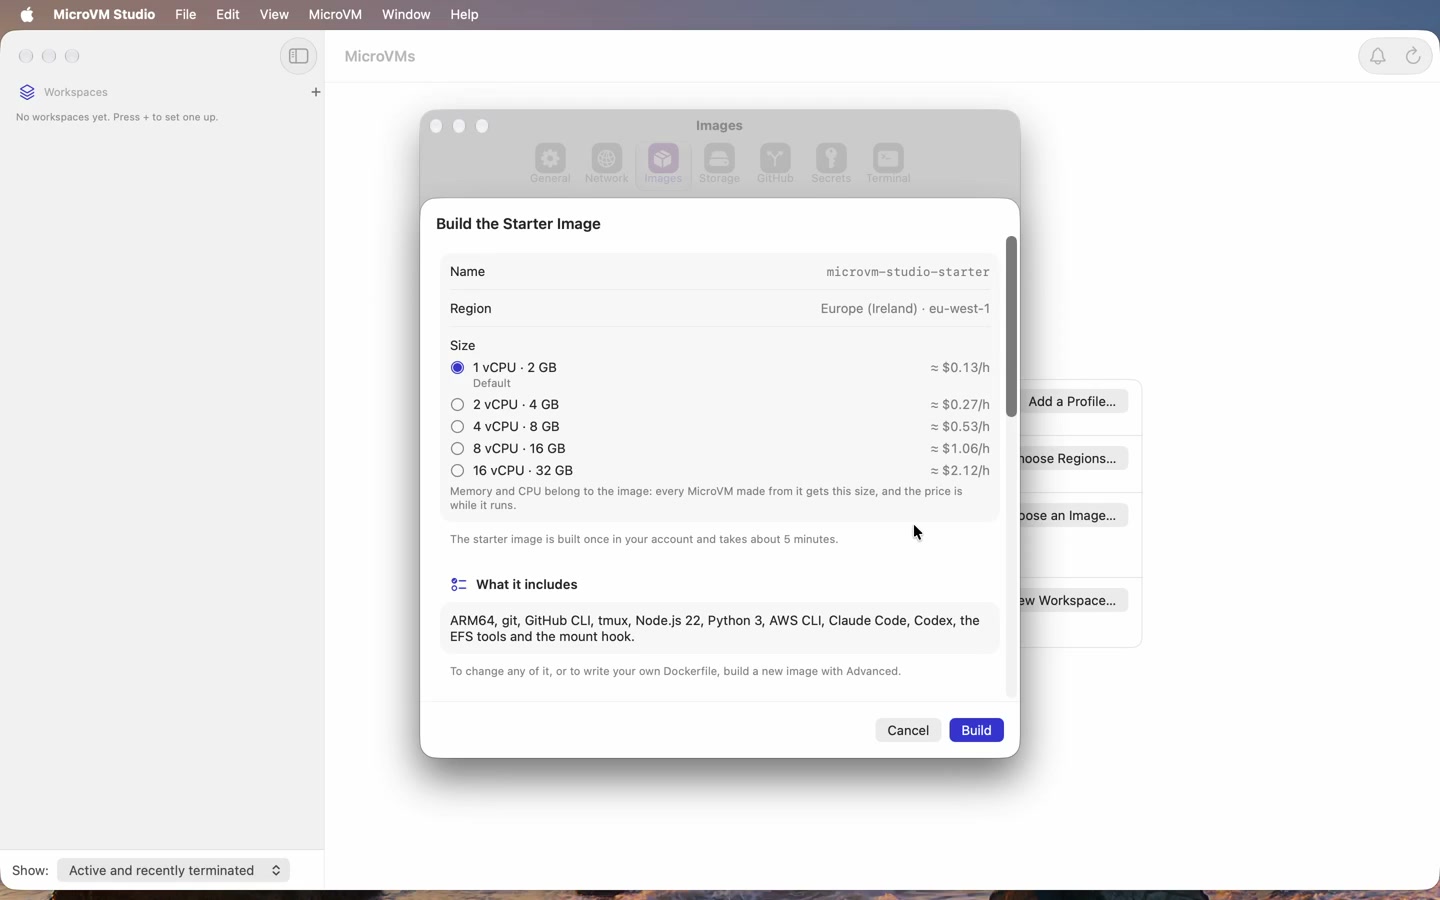 MicroVM Studio File Edit View MicroVM Window Help
MicroVMs
Workspaces +
No workspaces yet. Press + to set one up.
Images
General Network Images Storage GitHub Secrets Terminal
Build the Starter Image
Name microvm-studio-starter
Region Europe (Ireland) · eu-west-1
Size
1 vCPU · 2 GB ≈ $0.13/h
Default
2 vCPU · 4 GB ≈ $0.27/h
4 vCPU · 8 GB ≈ $0.53/h
8 vCPU · 16 GB ≈ $1.06/h
16 vCPU · 32 GB ≈ $2.12/h
Memory and CPU belong to the image: every MicroVM made from it gets this size, and the price is
while it runs.
The starter image is built once in your account and takes about 5 minutes.
What it includes
ARM64, git, GitHub CLI, tmux, Node.js 22, Python 3, AWS CLI, Claude Code, Codex, the
EFS tools and the mount hook.
To change any of it, or to write your own Dockerfile, build a new image with Advanced.
Cancel Build
Add a Profile...
hoose Regions...
ose an Image...
ew Workspace...
Show: Active and recently terminated